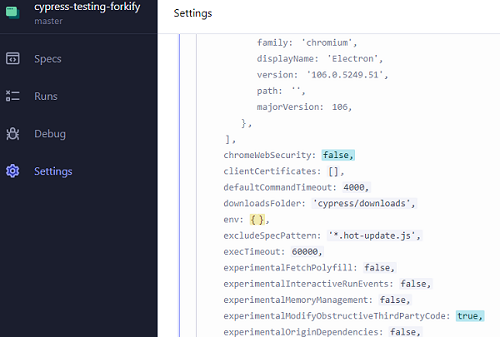 cypress-testing-forkify
master
Specs
Runs
Debug
Settings
Settings
family: 'chromium',
displayName: 'Electron',
version: '106.0.5249.51',
path: '',
majorVersion: 106,
},
],
chromeWebSecurity: false,
clientCertificates: [],
defaultCommandTimeout: 4000,
downloadsFolder: 'cypress/downloads',
env: {},
excludeSpecPattern: '*.hot-update.js',
execTimeout: 60000,
experimentalFetchPolyfill: false,
experimentalInteractiveRunEvents: false,
experimentalMemoryManagement: false,
experimentalModifyObstructiveThirdPartyCode: true,
experimentalOriginDependencies: false,